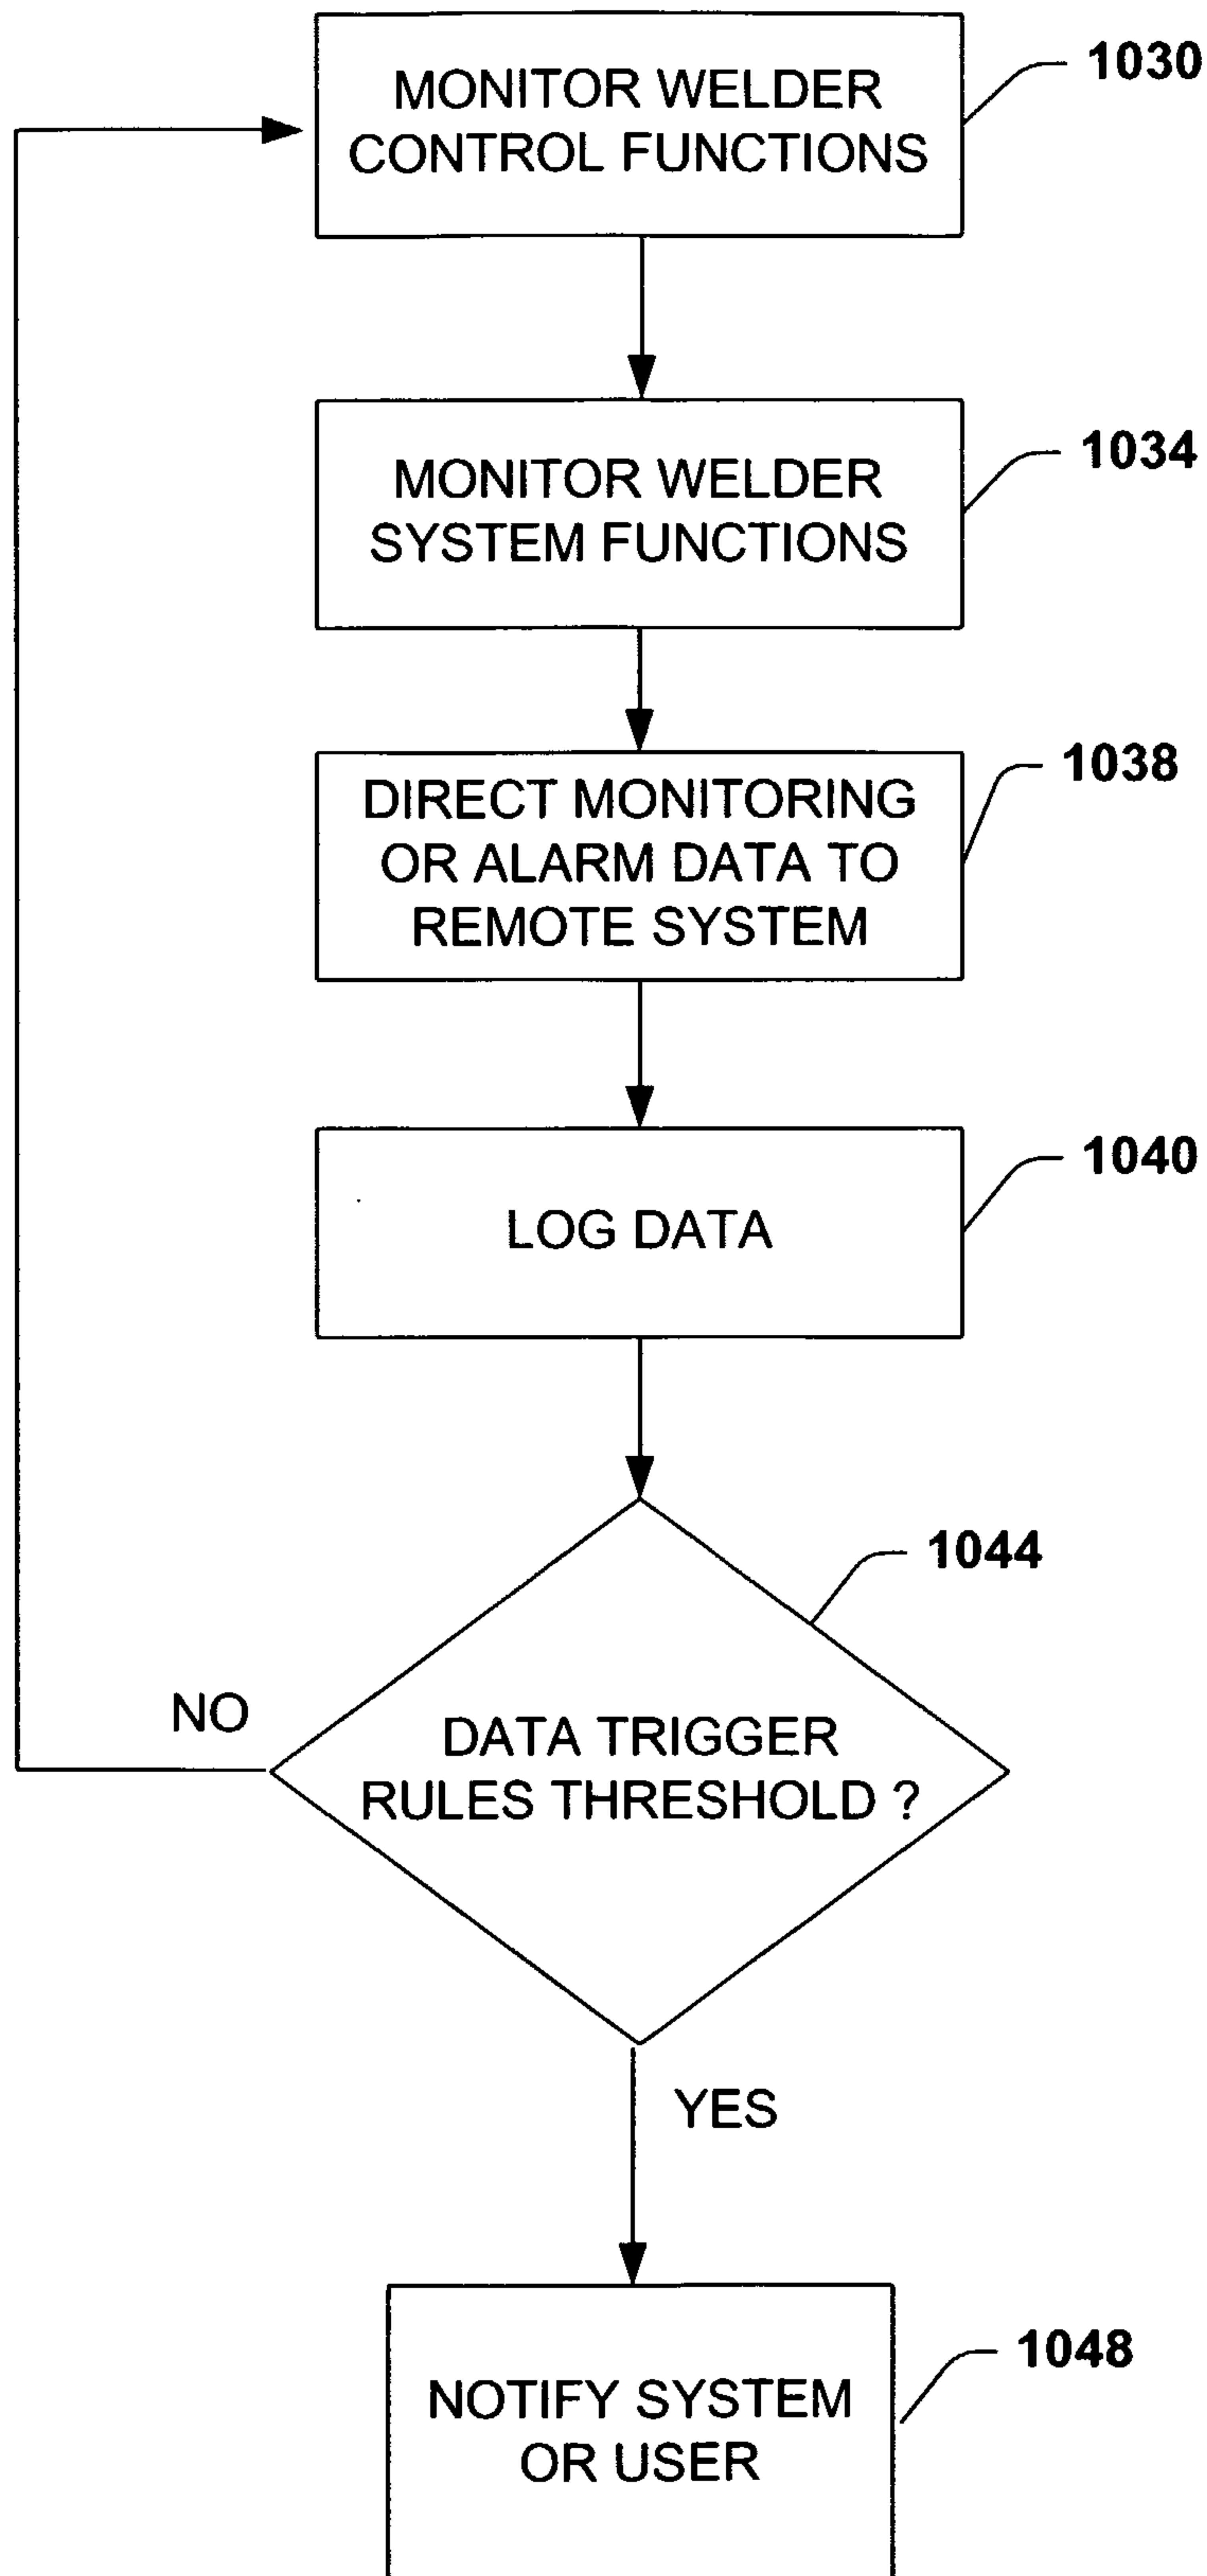 MONITOR WELDER
CONTROL FUNCTIONS
1030
MONITOR WELDER
SYSTEM FUNCTIONS
1034
DIRECT MONITORING
OR ALARM DATA TO
REMOTE SYSTEM
1038
LOG DATA
1040
1044
DATA TRIGGER
RULES THRESHOLD ?
NO
YES
NOTIFY SYSTEM
OR USER
1048